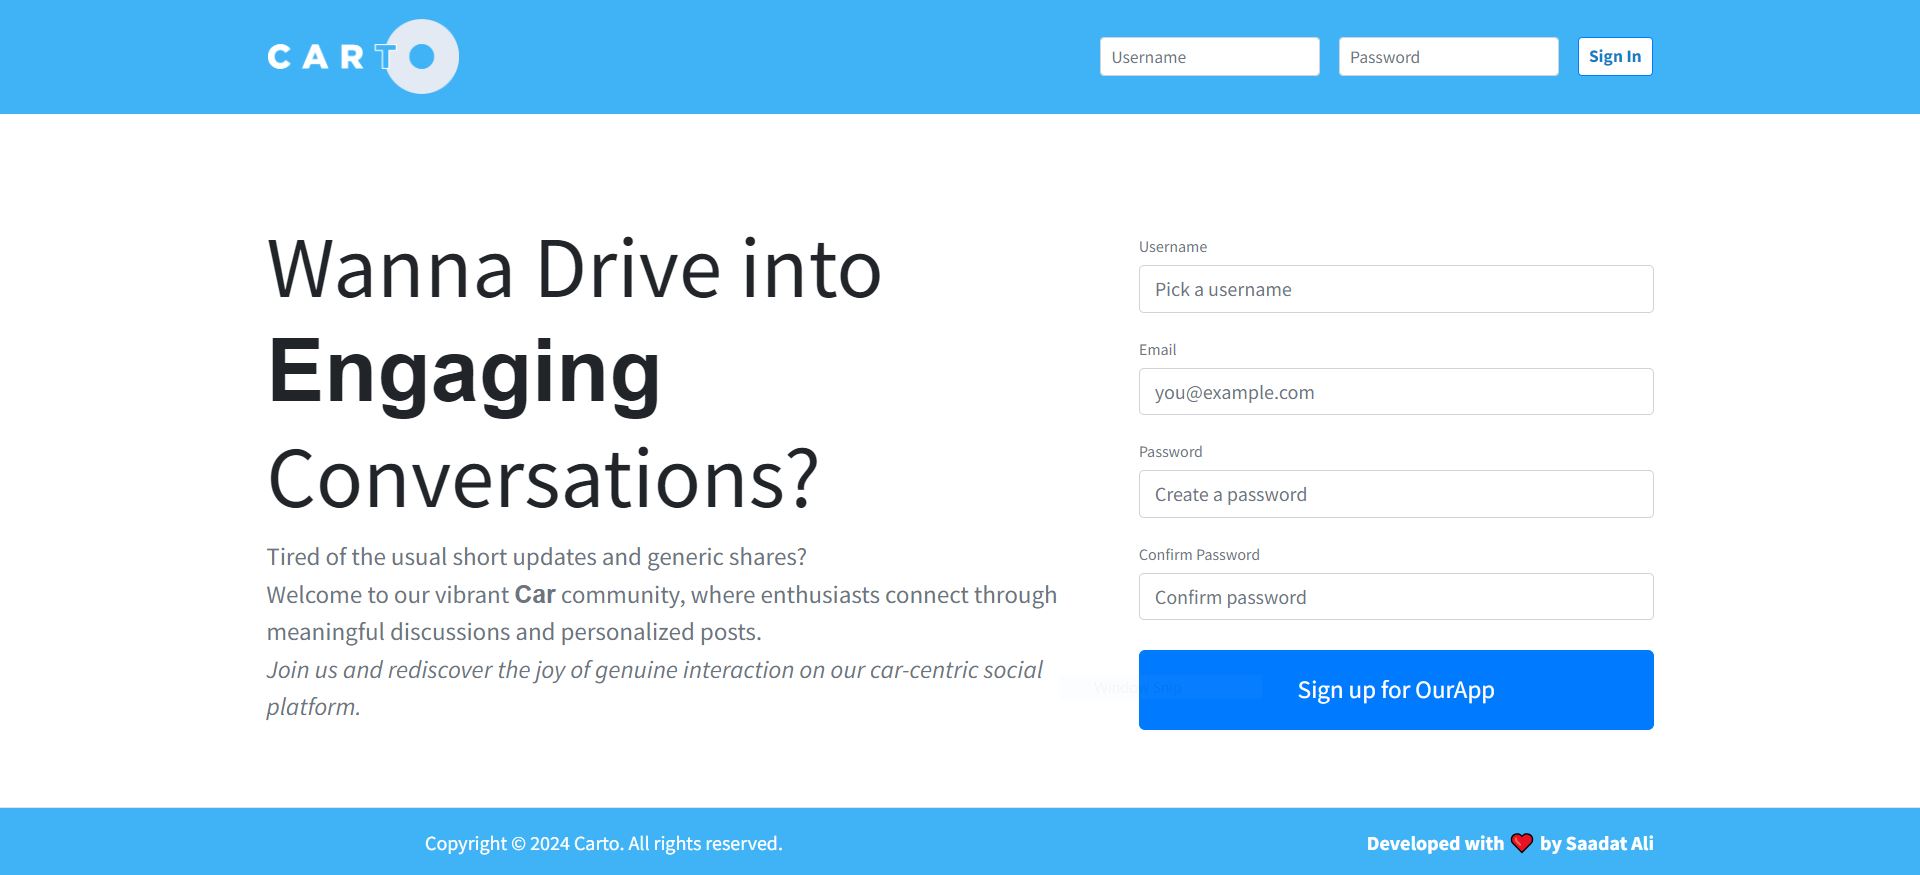 CARTO
Username
Password
Sign In
Wanna Drive into
Engaging
Conversations?
Tired of the usual short updates and generic shares?
Welcome to our vibrant Car community, where enthusiasts connect through
meaningful discussions and personalized posts.
Join us and rediscover the joy of genuine interaction on our car-centric social
platform.
Username
Pick a username
Email
you@example.com
Password
Create a password
Confirm Password
Confirm password
Window Snip
Sign up for OurApp
Copyright © 2024 Carto. All rights reserved.
Developed with ❤️ by Saadat Ali